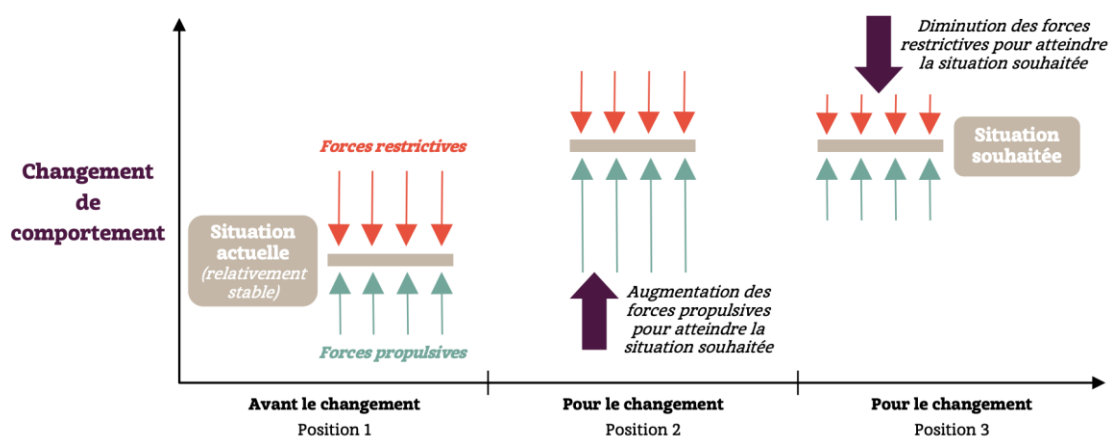 Changement
de
comportement
Situation
actuelle
(relativement
stable)
Forces restrictives
Forces propulsives
Augmentation des
forces propulsives
pour atteindre la
situation souhaitée
Diminution des forces
restrictives pour atteindre
la situation souhaitée
Situation
souhaitée
Avant le changement
Position 1
Pour le changement
Position 2
Pour le changement
Position 3